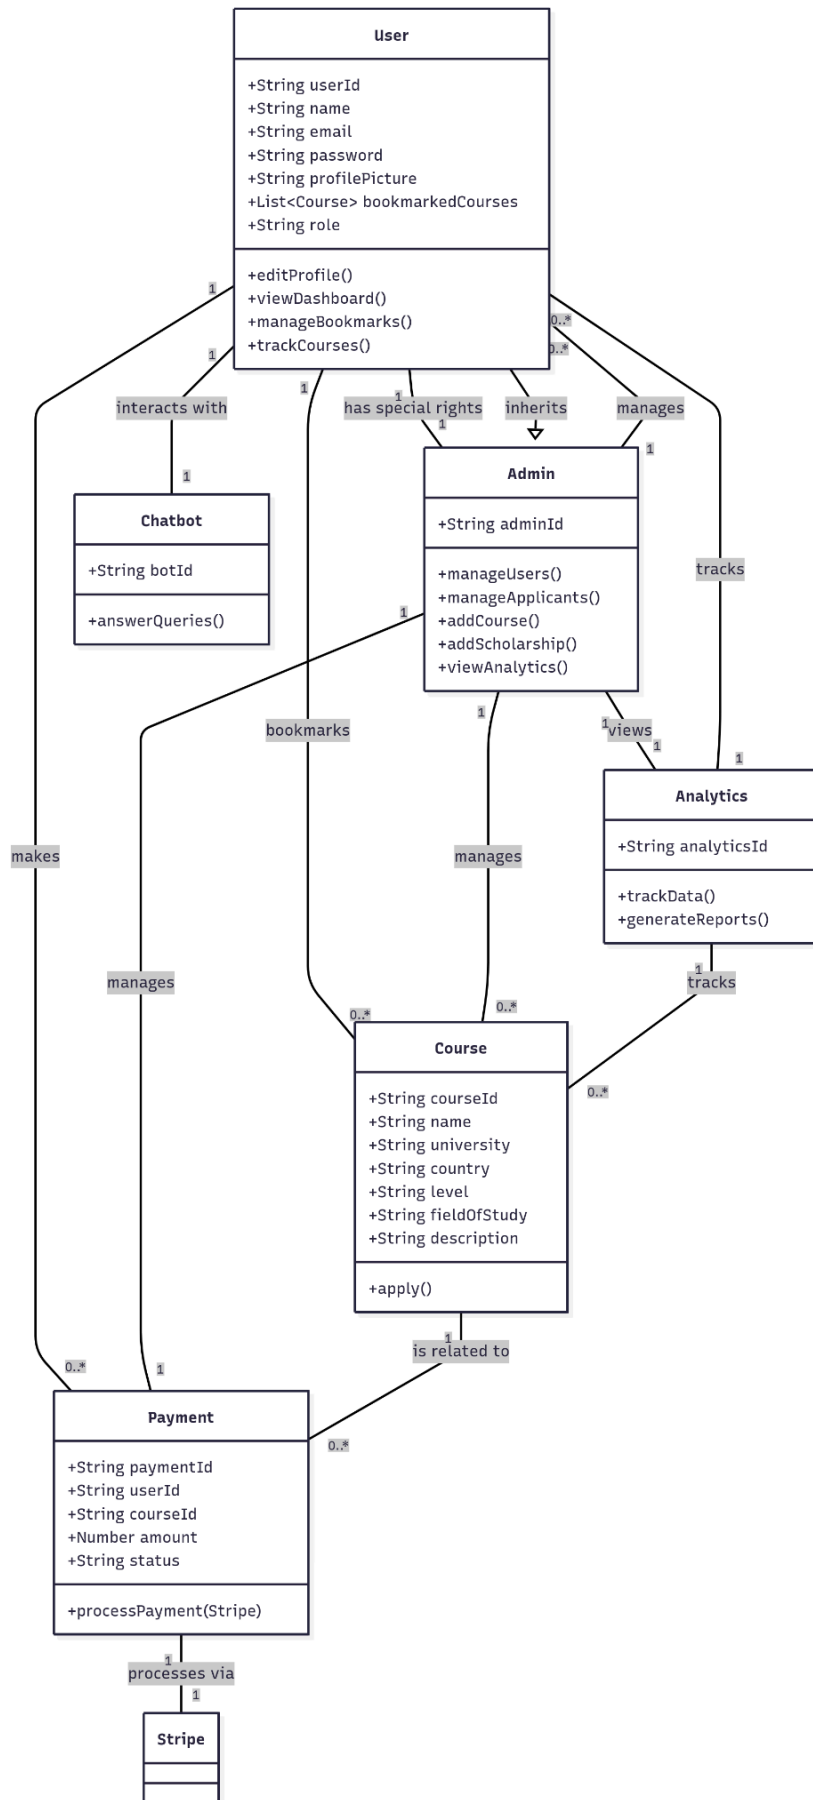 User
+String userId
+String name
+String email
+String password
+String profilePicture
+List<Course> bookmarkedCourses
+String role
+editProfile()
+viewDashboard()
+manageBookmarks()
+trackCourses()
1
1
0..*
0..*
1
1
interacts with
has special rights
inherits
manages
1
1
1
Chatbot
+String botId
+answerQueries()
Admin
+String adminId
+manageUsers()
+manageApplicants()
+addCourse()
+addScholarship()
+viewAnalytics()
tracks
1
1
1
bookmarks
views
1
1
Analytics
+String analyticsId
+trackData()
+generateReports()
makes
manages
manages
1
tracks
0..*
0..*
0..*
Course
+String courseId
+String name
+String university
+String country
+String level
+String fieldOfStudy
+String description
+apply()
1
is related to
0..*
1
0..*
Payment
+String paymentId
+String userId
+String courseId
+Number amount
+String status
+processPayment(Stripe)
1
processes via
1
Stripe